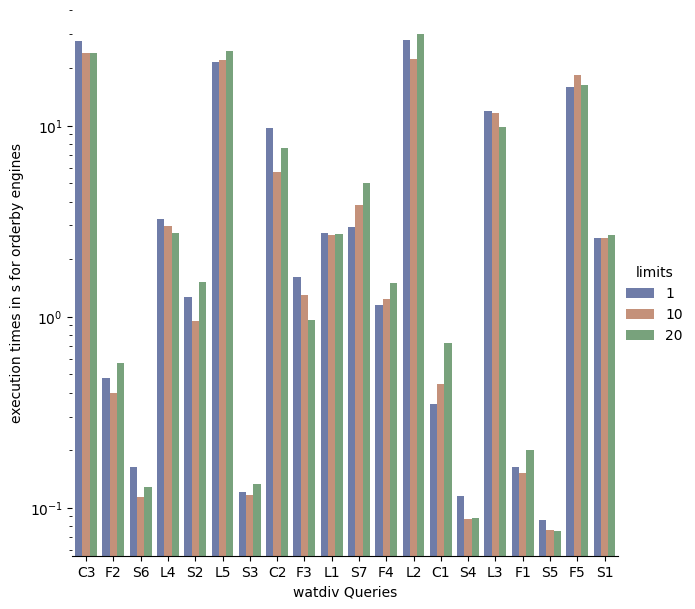 execution times in s for orderby engines
10¹
10⁰
10⁻¹
C3 F2 S6 L4 S2 L5 S3 C2 F3 L1 S7 F4 L2 C1 S4 L3 F1 S5 F5 S1
watdiv Queries
limits
1
10
20